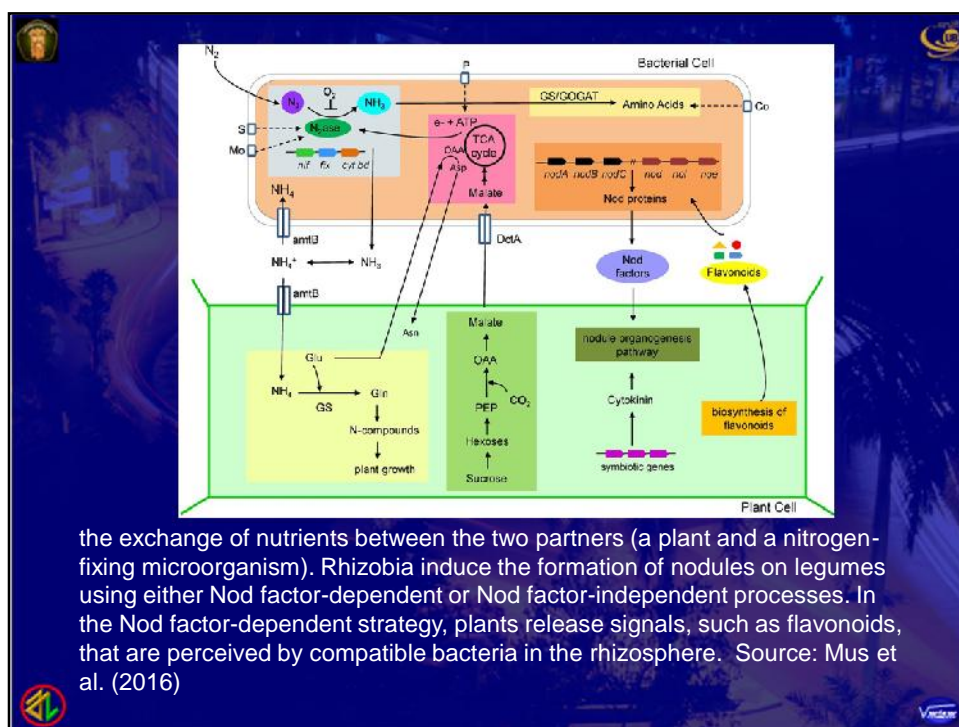 N2
P
Bacterial Cell
O2
N2
NH3
GS/GOGAT
Amino Acids
Co
S
N2ase
e- + ATP
TCA
cycle
Mo
OAA
Asp
nif fix cyt bd
nodA nodB nodC // nod nol noe
NH4
Malate
Nod proteins
amtB
DctA
NH4+
NH3
Nod
factors
Flavonoids
amtB
Malate
Asn
nodule organogenesis
pathway
Glu
OAA
NH4
Gln
CO2
GS
PEP
Cytokinin
biosynthesis of
flavonoids
N-compounds
Hexoses
plant growth
symbiotic genes
Sucrose
Plant Cell
the exchange of nutrients between the two partners (a plant and a nitrogen-
fixing microorganism). Rhizobia induce the formation of nodules on legumes
using either Nod factor-dependent or Nod factor-independent processes. In
the Nod factor-dependent strategy, plants release signals, such as flavonoids,
that are perceived by compatible bacteria in the rhizosphere. Source: Mus et
al. (2016)